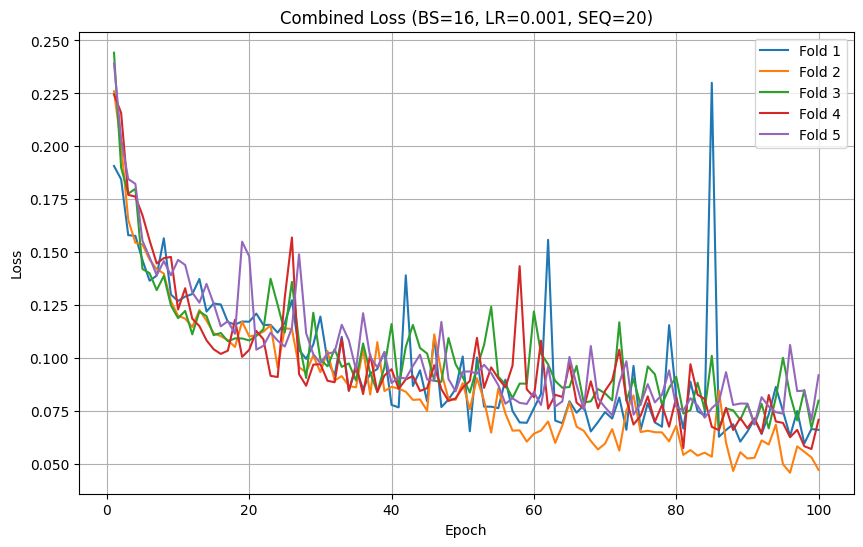 Combined Loss (BS=16, LR=0.001, SEQ=20)
Fold 1
Fold 2
Fold 3
Fold 4
Fold 5
Loss
0.250
0.225
0.200
0.175
0.150
0.125
0.100
0.075
0.050
0 20 40 60 80 100
Epoch